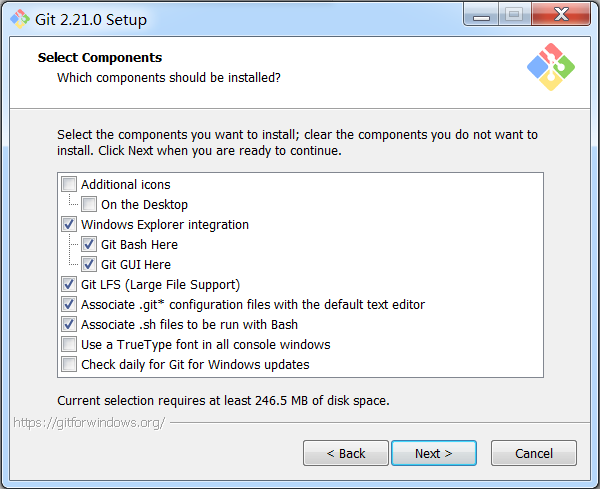 Git 2.21.0 Setup
Select Components
Which components should be installed?
Select the components you want to install; clear the components you do not want to
install. Click Next when you are ready to continue.
Additional icons
On the Desktop
Windows Explorer integration
Git Bash Here
Git GUI Here
Git LFS (Large File Support)
Associate .git* configuration files with the default text editor
Associate .sh files to be run with Bash
Use a TrueType font in all console windows
Check daily for Git for Windows updates
Current selection requires at least 246.5 MB of disk space.
https://gitforwindows.org/
< Back
Next >
Cancel